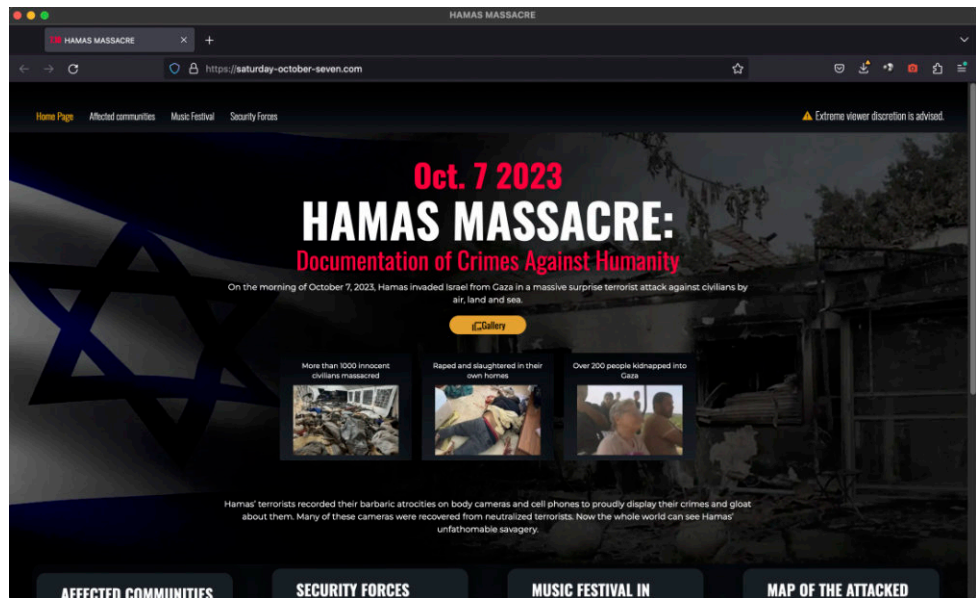 HAMAS MASSACRE
HAMAS MASSACRE
https://saturday-october-seven.com
Home Page
Affected communities
Music Festival
Security Forces
Extreme viewer discretion is advised.
Oct. 7 2023
HAMAS MASSACRE:
Documentation of Crimes Against Humanity
On the morning of October 7, 2023, Hamas invaded Israel from Gaza in a massive surprise terrorist attack against civilians by
air, land and sea.
Gallery
More than 1000 innocent
civilians massacred
Raped and slaughtered in their
own homes
Over 200 people kidnapped into
Gaza
Hamas' terrorists recorded their barbaric atrocities on body cameras and cell phones to proudly display their crimes and gloat
about them. Many of these cameras were recovered from neutralized terrorists. Now the whole world can see Hamas'
unfathomable savagery.
AFFECTED COMMUNITIES
SECURITY FORCES
MUSIC FESTIVAL IN
MAP OF THE ATTACKED